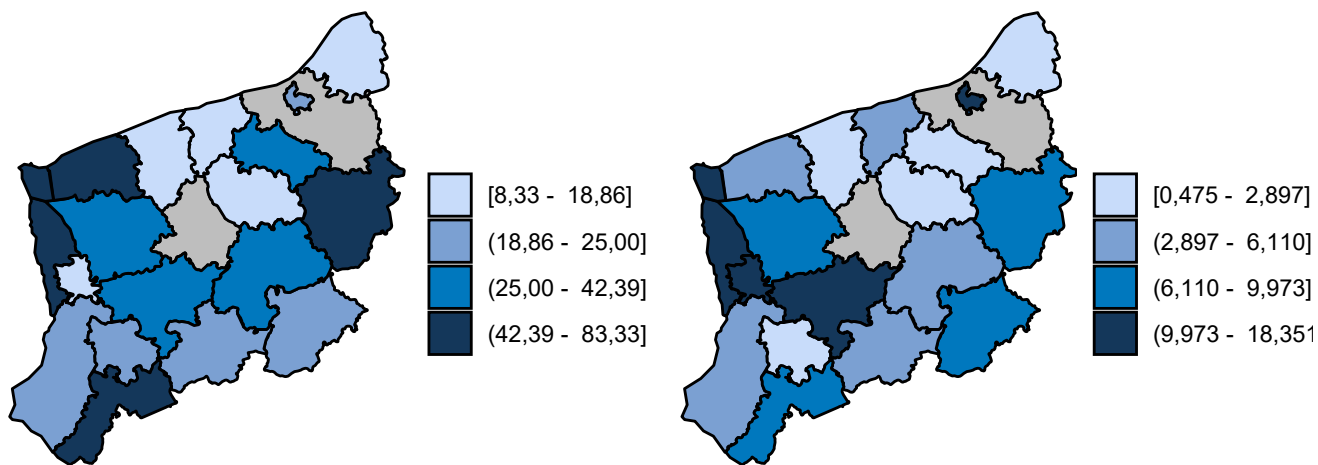 [8,33 - 18,86]
(18,86 - 25,00]
(25,00 - 42,39]
(42,39 - 83,33]
[0,475 - 2,897]
(2,897 - 6,110]
(6,110 - 9,973]
(9,973 - 18,351